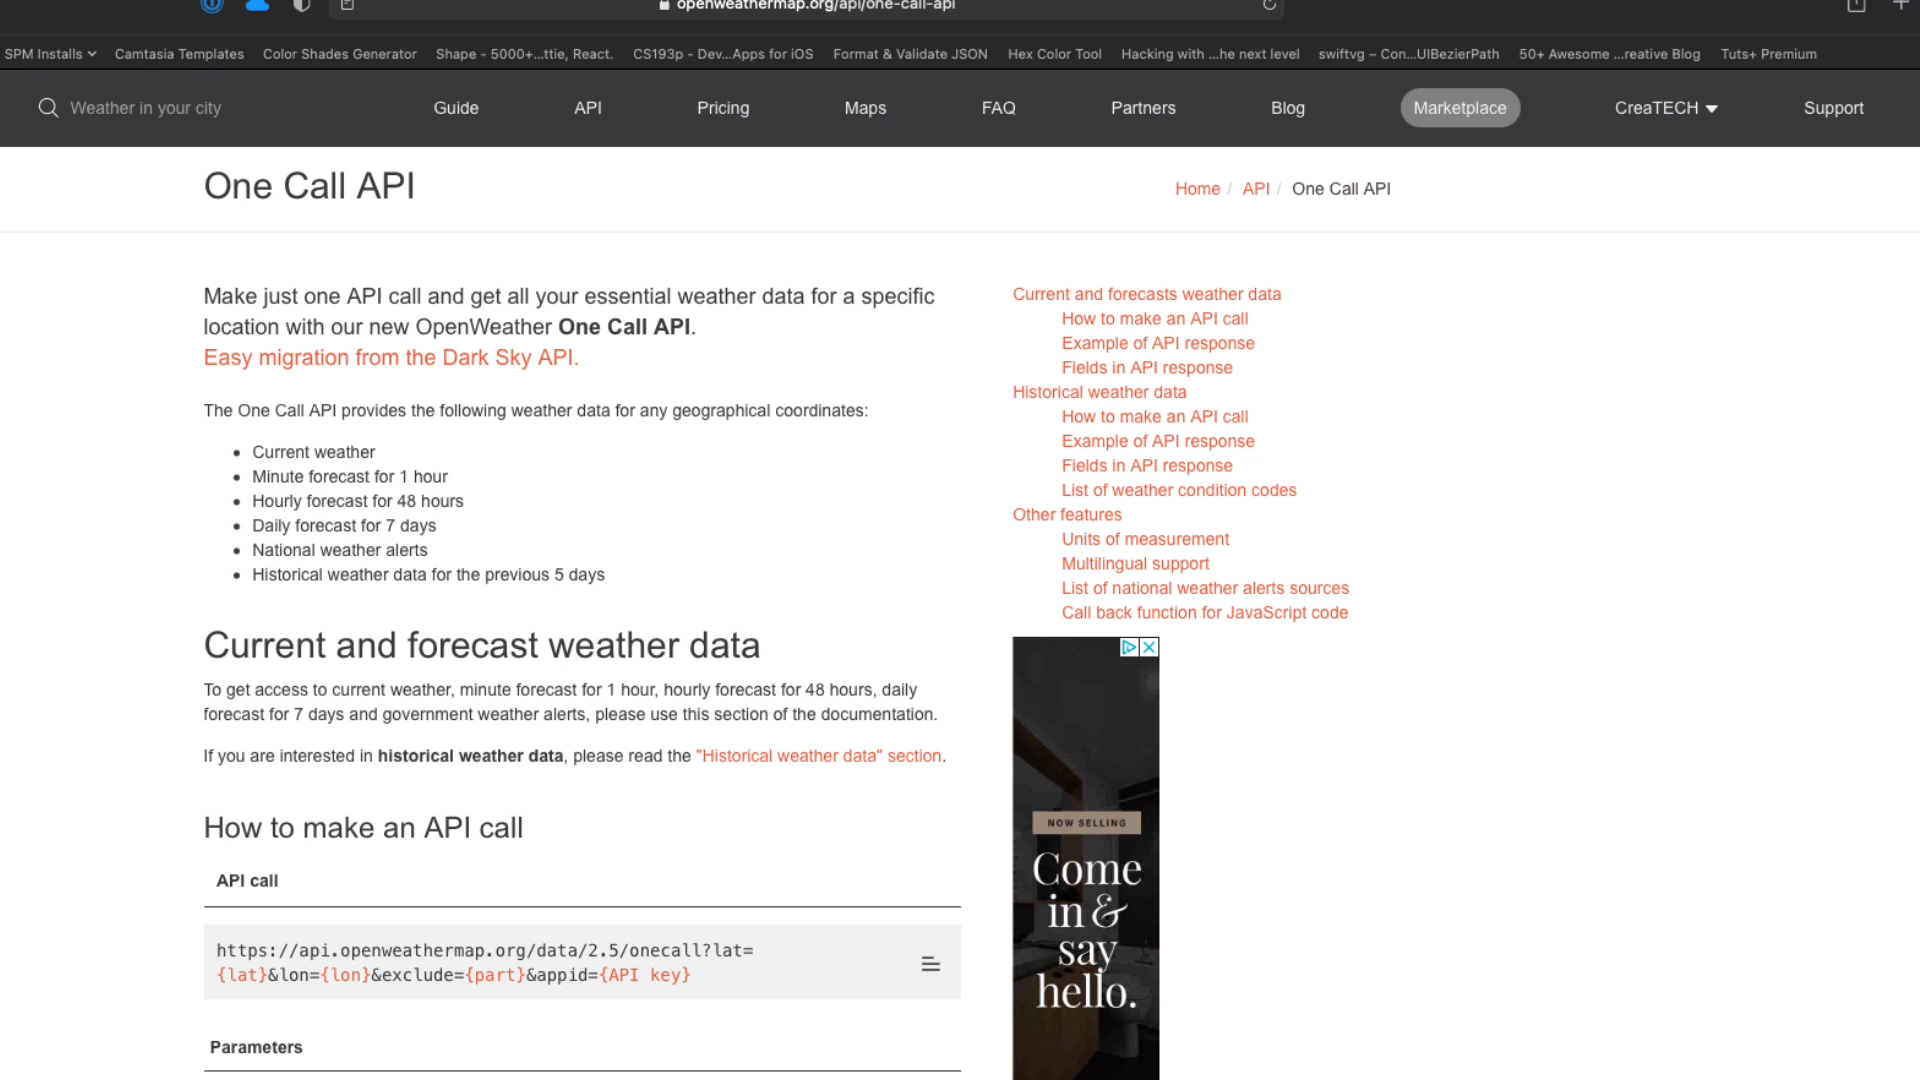 openweathermap.org/api/one-call-api
SPM Installs Camtasia Templates Color Shades Generator Shape - 5000+...ttie, React. CS193p - Dev...Apps for iOS Format & Validate JSON Hex Color Tool Hacking with ...he next level swiftvg – Con...UIBezierPath 50+ Awesome ...reative Blog Tuts+ Premium
Weather in your city Guide API Pricing Maps FAQ Partners Blog Marketplace CreaTECH Support
One Call API
Home / API / One Call API
Make just one API call and get all your essential weather data for a specific
location with our new OpenWeather One Call API.
Easy migration from the Dark Sky API.
The One Call API provides the following weather data for any geographical coordinates:
• Current weather
• Minute forecast for 1 hour
• Hourly forecast for 48 hours
• Daily forecast for 7 days
• National weather alerts
• Historical weather data for the previous 5 days
Current and forecast weather data
To get access to current weather, minute forecast for 1 hour, hourly forecast for 48 hours, daily
forecast for 7 days and government weather alerts, please use this section of the documentation.
If you are interested in historical weather data, please read the "Historical weather data" section.
How to make an API call
API call
https://api.openweathermap.org/data/2.5/onecall?lat=
{lat}&lon={lon}&exclude={part}&appid={API key}
Parameters
Current and forecasts weather data
How to make an API call
Example of API response
Fields in API response
Historical weather data
How to make an API call
Example of API response
Fields in API response
List of weather condition codes
Other features
Units of measurement
Multilingual support
List of national weather alerts sources
Call back function for JavaScript code
NOW SELLING
Come
in &
say
hello.